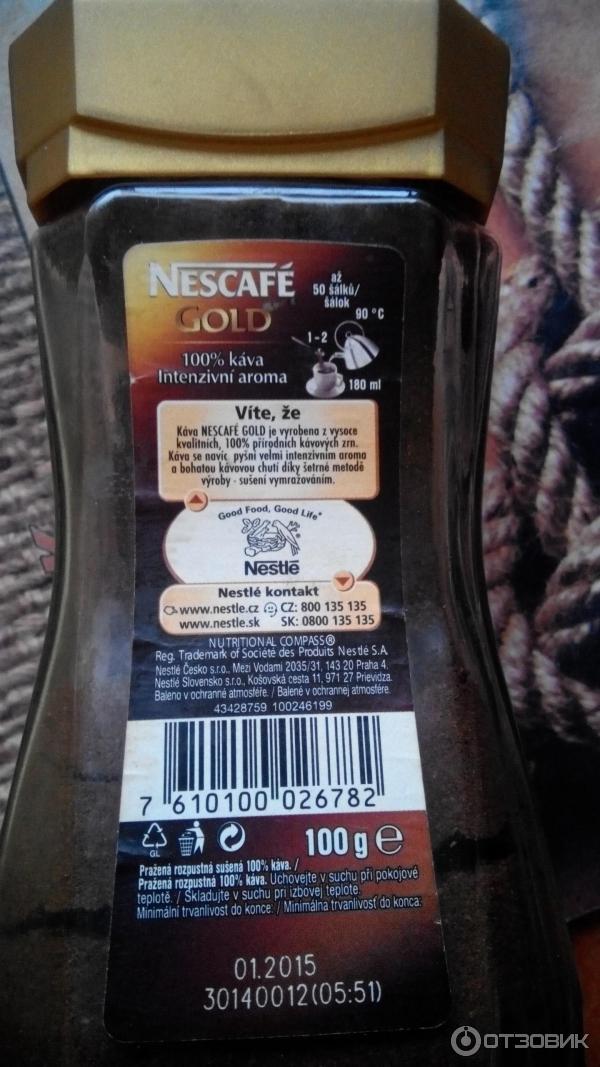 NESCAFÉ
GOLD
100% káva
Intenzivní aroma
až
50 šálků/
šálok
90 °C
1-2
180 ml
Víte, že
Káva NESCAFÉ GOLD je vyrobena z vysoce
kvalitních, 100% přírodních kávových zrn.
Káva se navíc pyšní velmi intenzivním aroma
a bohatou kávovou chutí díky šetrné metodě
výroby - sušení vymražováním.
Good Food, Good Life*
Nestlé
Nestlé kontakt
www.nestle.cz CZ: 800 135 135
www.nestle.sk SK: 0800 135 135
NUTRITIONAL COMPASS®
Reg. Trademark of Société des Produits Nestlé S.A.
Nestlé Česko s.r.o., Mezi Vodami 2035/31, 143 20 Praha 4.
Nestlé Slovensko s.r.o., Košovská cesta 11, 971 27 Prievidza.
Baleno v ochranné atmosféře. / Balené v ochrannej atmosfére.
43428759 100246199
7 610100 026782
GL
100 g e
Pražená rozpustná sušená 100% káva. /
Pražená rozpustná 100% káva. Uchovejte v suchu při pokojové
teplotě. / Skladujte v suchu pri izbovej teplote.
Minimální trvanlivost do konce: / Minimálna trvanlivosť do konca:
01.2015
30140012(05:51)
ОТЗОВИК